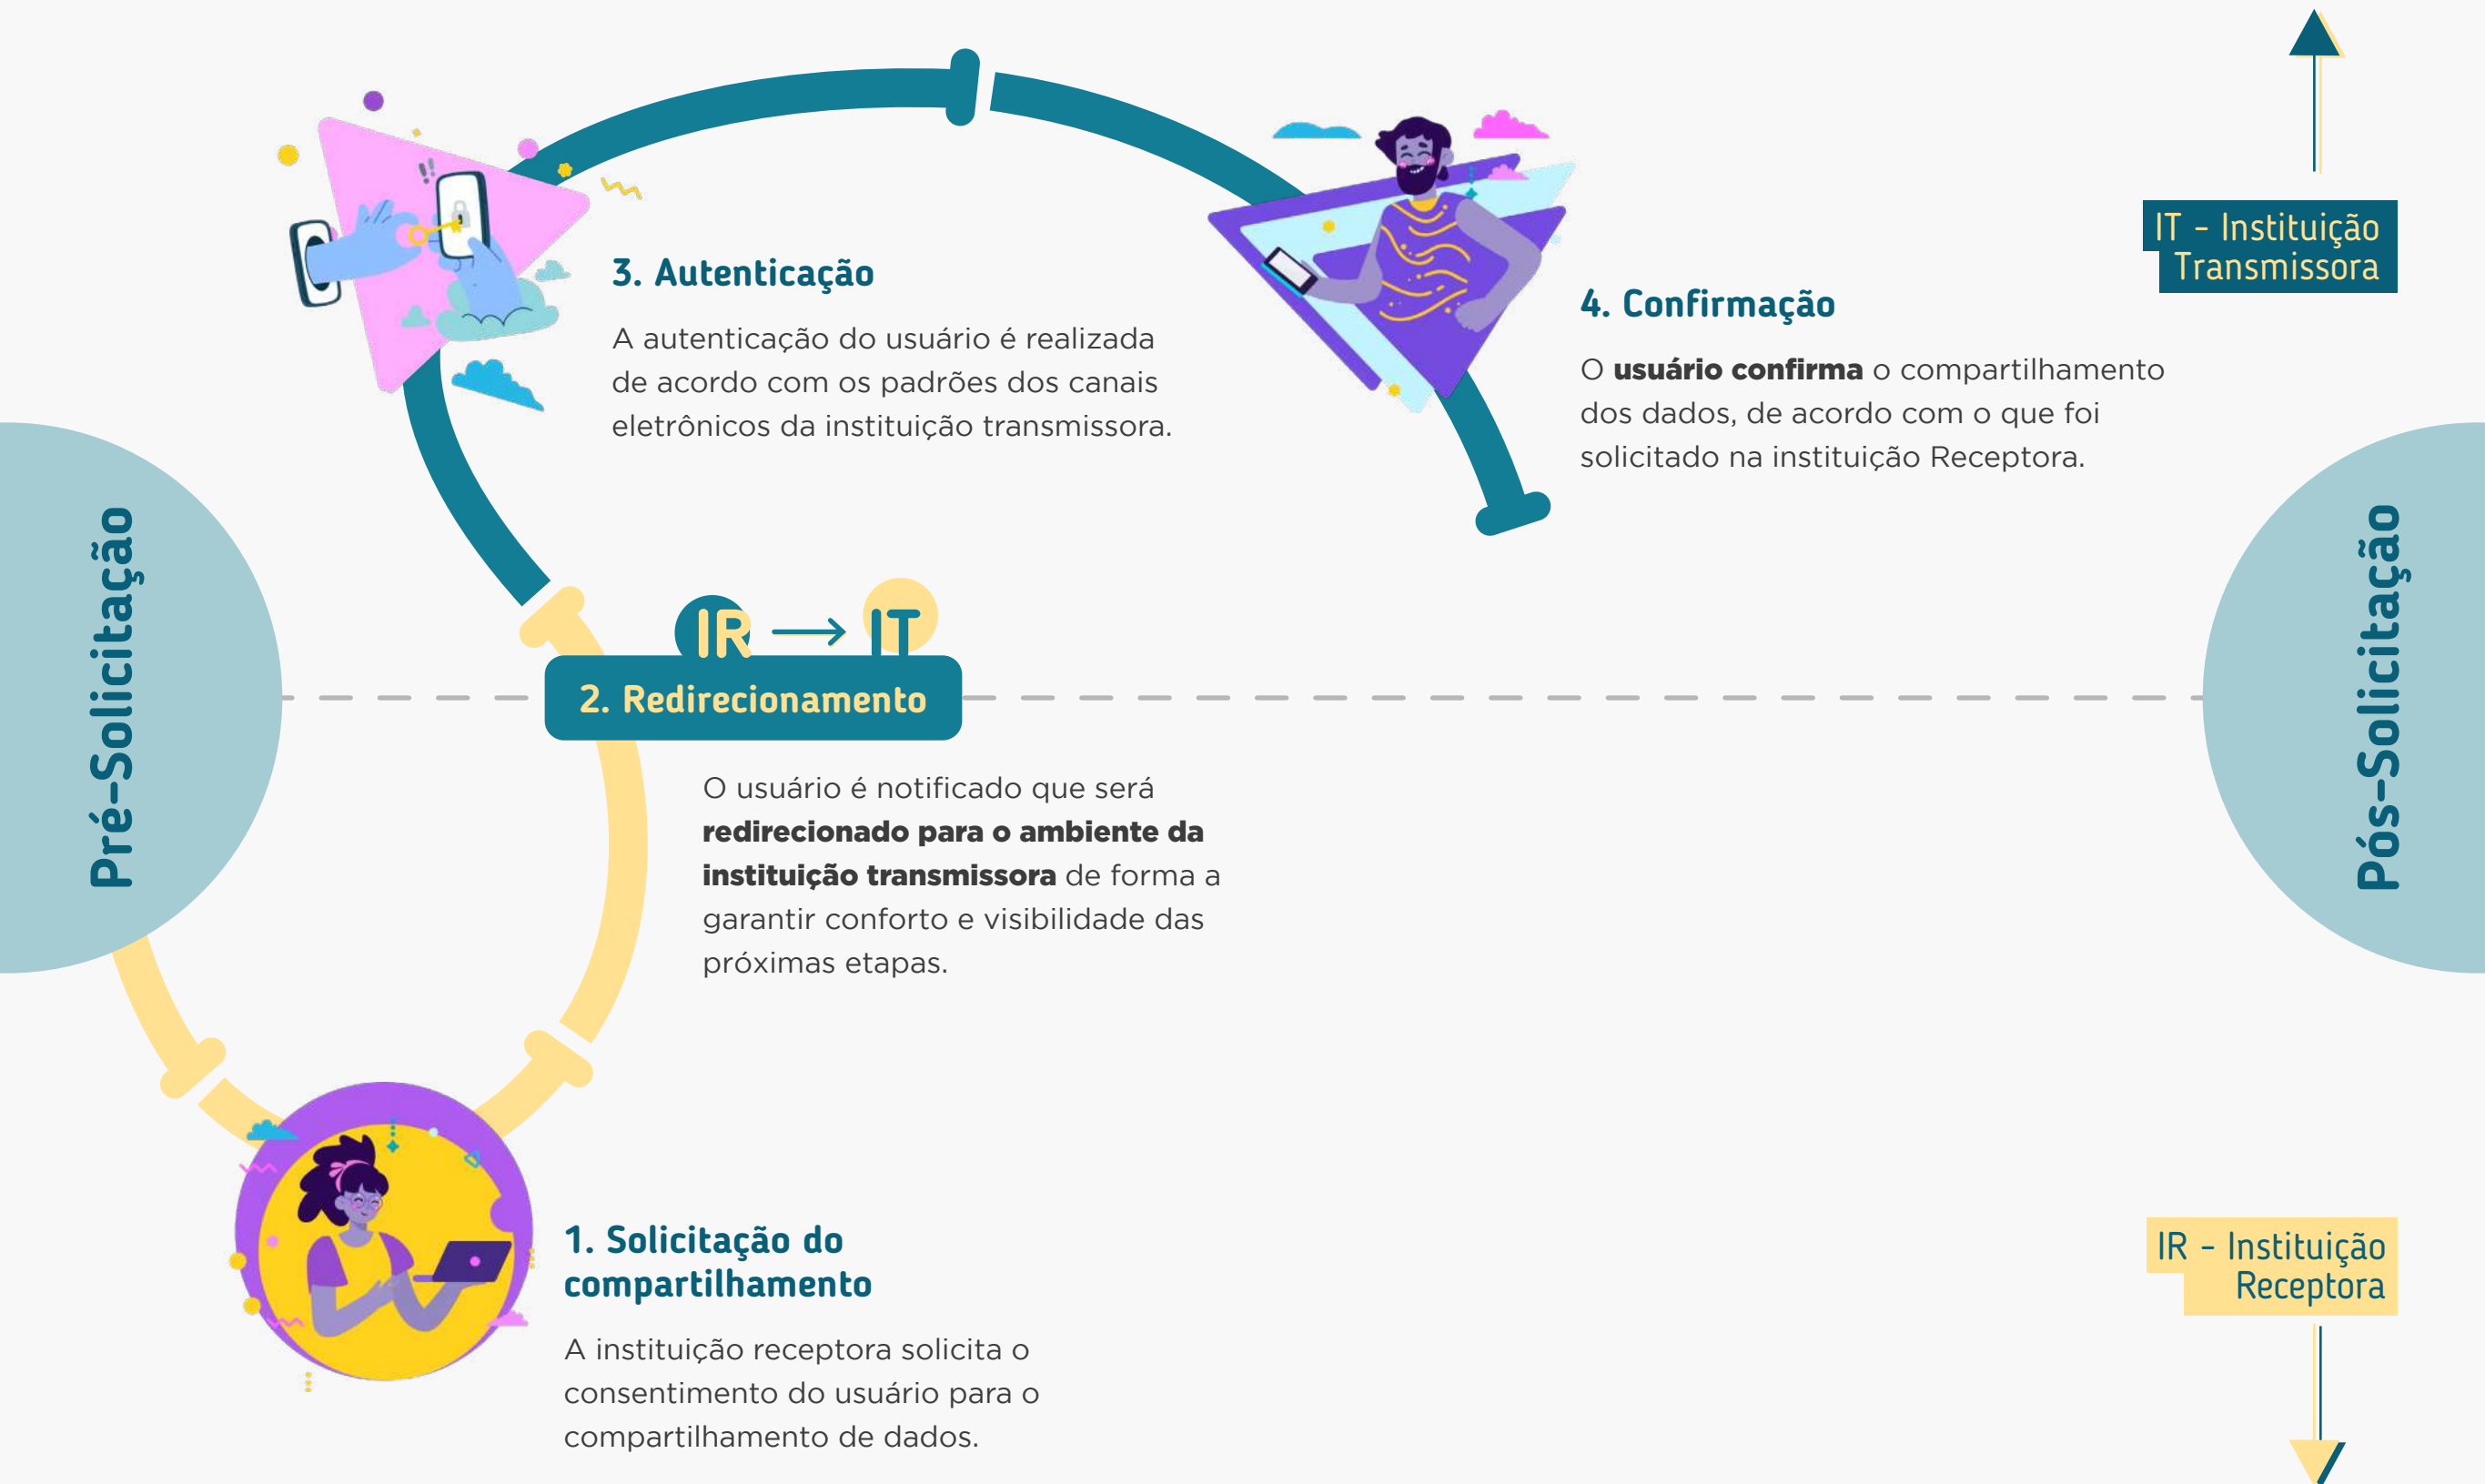 Pré-Solicitação
3. Autenticação
A autenticação do usuário é realizada
de acordo com os padrões dos canais
eletrônicos da instituição transmissora.
4. Confirmação
O usuário confirma o compartilhamento
dos dados, de acordo com o que foi
solicitado na instituição Receptora.
IT - Instituição
Transmissora
IR → IT
2. Redirecionamento
O usuário é notificado que será
redirecionado para o ambiente da
instituição transmissora de forma a
garantir conforto e visibilidade das
próximas etapas.
Pós-Solicitação
1. Solicitação do
compartilhamento
A instituição receptora solicita o
consentimento do usuário para o
compartilhamento de dados.
IR - Instituição
Receptora